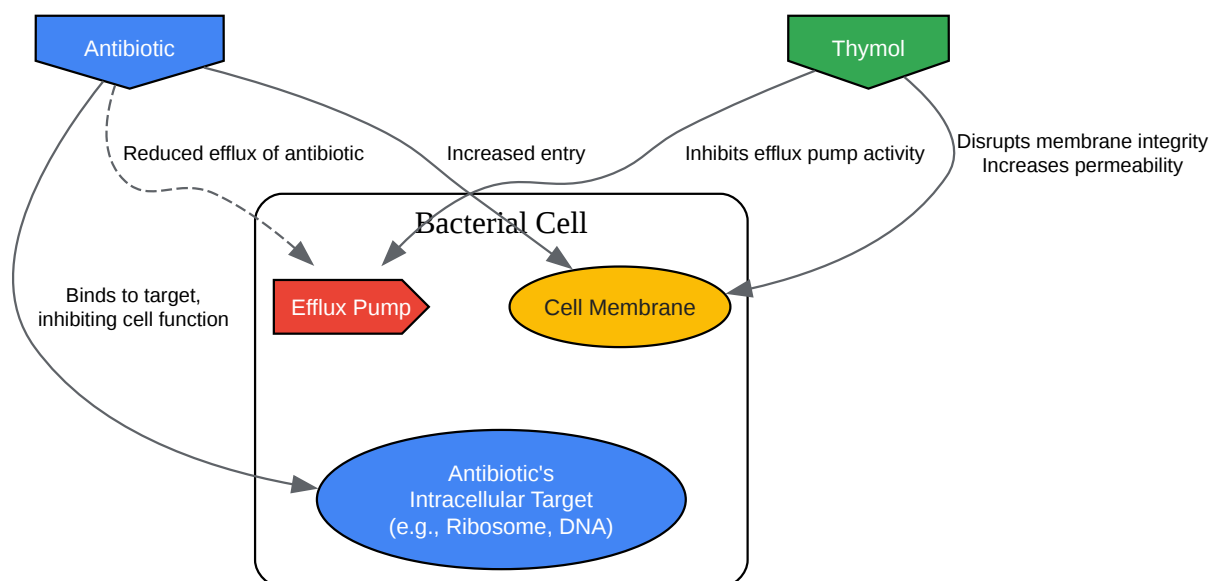 Antibiotic
Thymol
Reduced efflux of antibiotic
Increased entry
Inhibits efflux pump activity
Disrupts membrane integrity
Increases permeability
Bacterial Cell
Binds to target,
inhibiting cell function
Efflux Pump
Cell Membrane
Antibiotic's
Intracellular Target
(e.g., Ribosome, DNA)